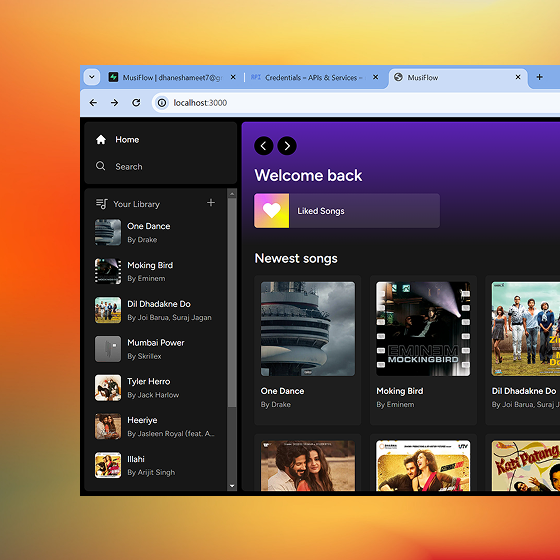 MusiFlow | dhaneshameet7@g
API
Credentials – APIs & Services –
MusiFlow
localhost:3000
Home
Search
Your Library
One Dance
By Drake
Moking Bird
By Eminem
Dil Dhadakne Do
By Joi Barua, Suraj Jagan
Mumbai Power
By Skrillex
Tyler Herro
By Jack Harlow
Heeriye
By Jasleen Royal (feat. A...
Illahi
By Arijit Singh
Welcome back
Liked Songs
Newest songs
One Dance
By Drake
EMINEM
MOCKINGBIRD
Moking Bird
By Eminem
Dil Dhadakne Do
By Joi Barua, Suraj J
UTV
Kati Patang